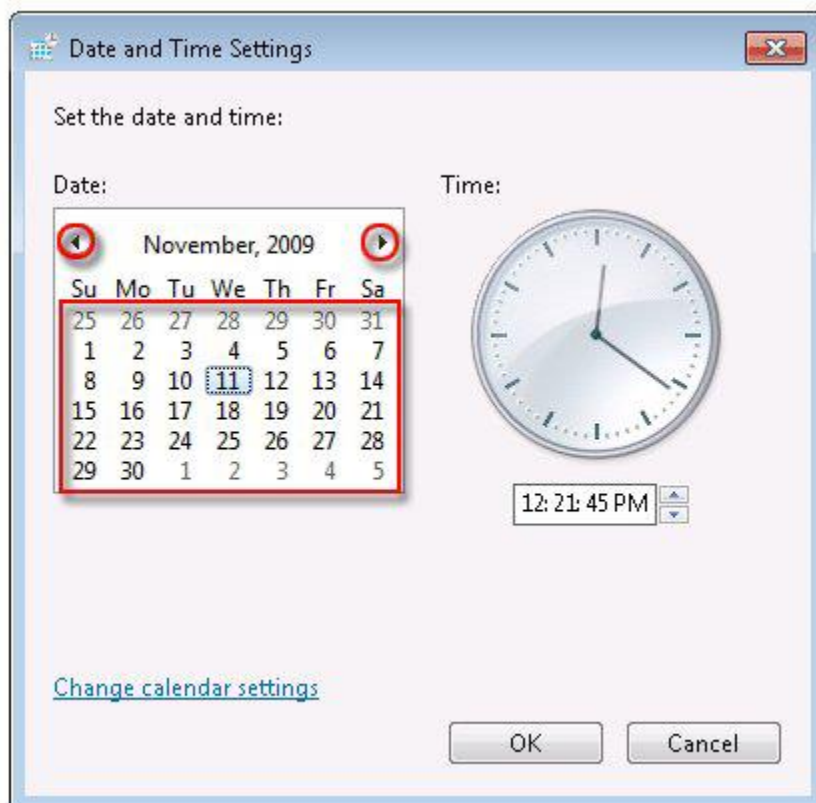 Date and Time Settings
Set the date and time:
Date:
Time:
November, 2009
Su Mo Tu We Th Fr Sa
25 26 27 28 29 30 31
1 2 3 4 5 6 7
8 9 10 11 12 13 14
15 16 17 18 19 20 21
22 23 24 25 26 27 28
29 30 1 2 3 4 5
12: 21: 45 PM
Change calendar settings
OK
Cancel